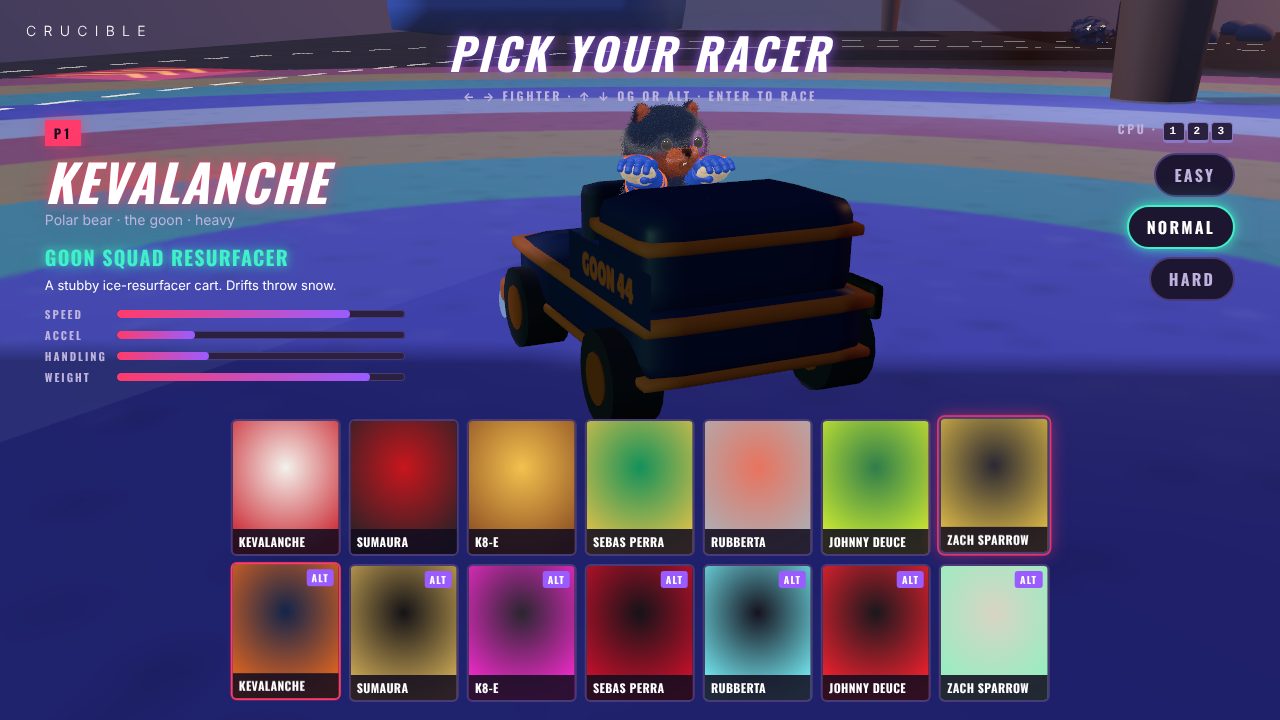 CRUCIBLE
PICK YOUR RACER
← → FIGHTER · ↑ ↓ OG OR ALT · ENTER TO RACE
P1
KEVALANCHE
Polar bear · the goon · heavy
GOON SQUAD RESURFACER
A stubby ice-resurfacer cart. Drifts throw snow.
SPEED
ACCEL
HANDLING
WEIGHT
CPU · 1 2 3
EASY
NORMAL
HARD
GOON 44
KEVALANCHE
SUMAURA
K8-E
SEBAS PERRA
RUBBERTA
JOHNNY DEUCE
ZACH SPARROW
ALT
KEVALANCHE
ALT
SUMAURA
ALT
K8-E
ALT
SEBAS PERRA
ALT
RUBBERTA
ALT
JOHNNY DEUCE
ALT
ZACH SPARROW